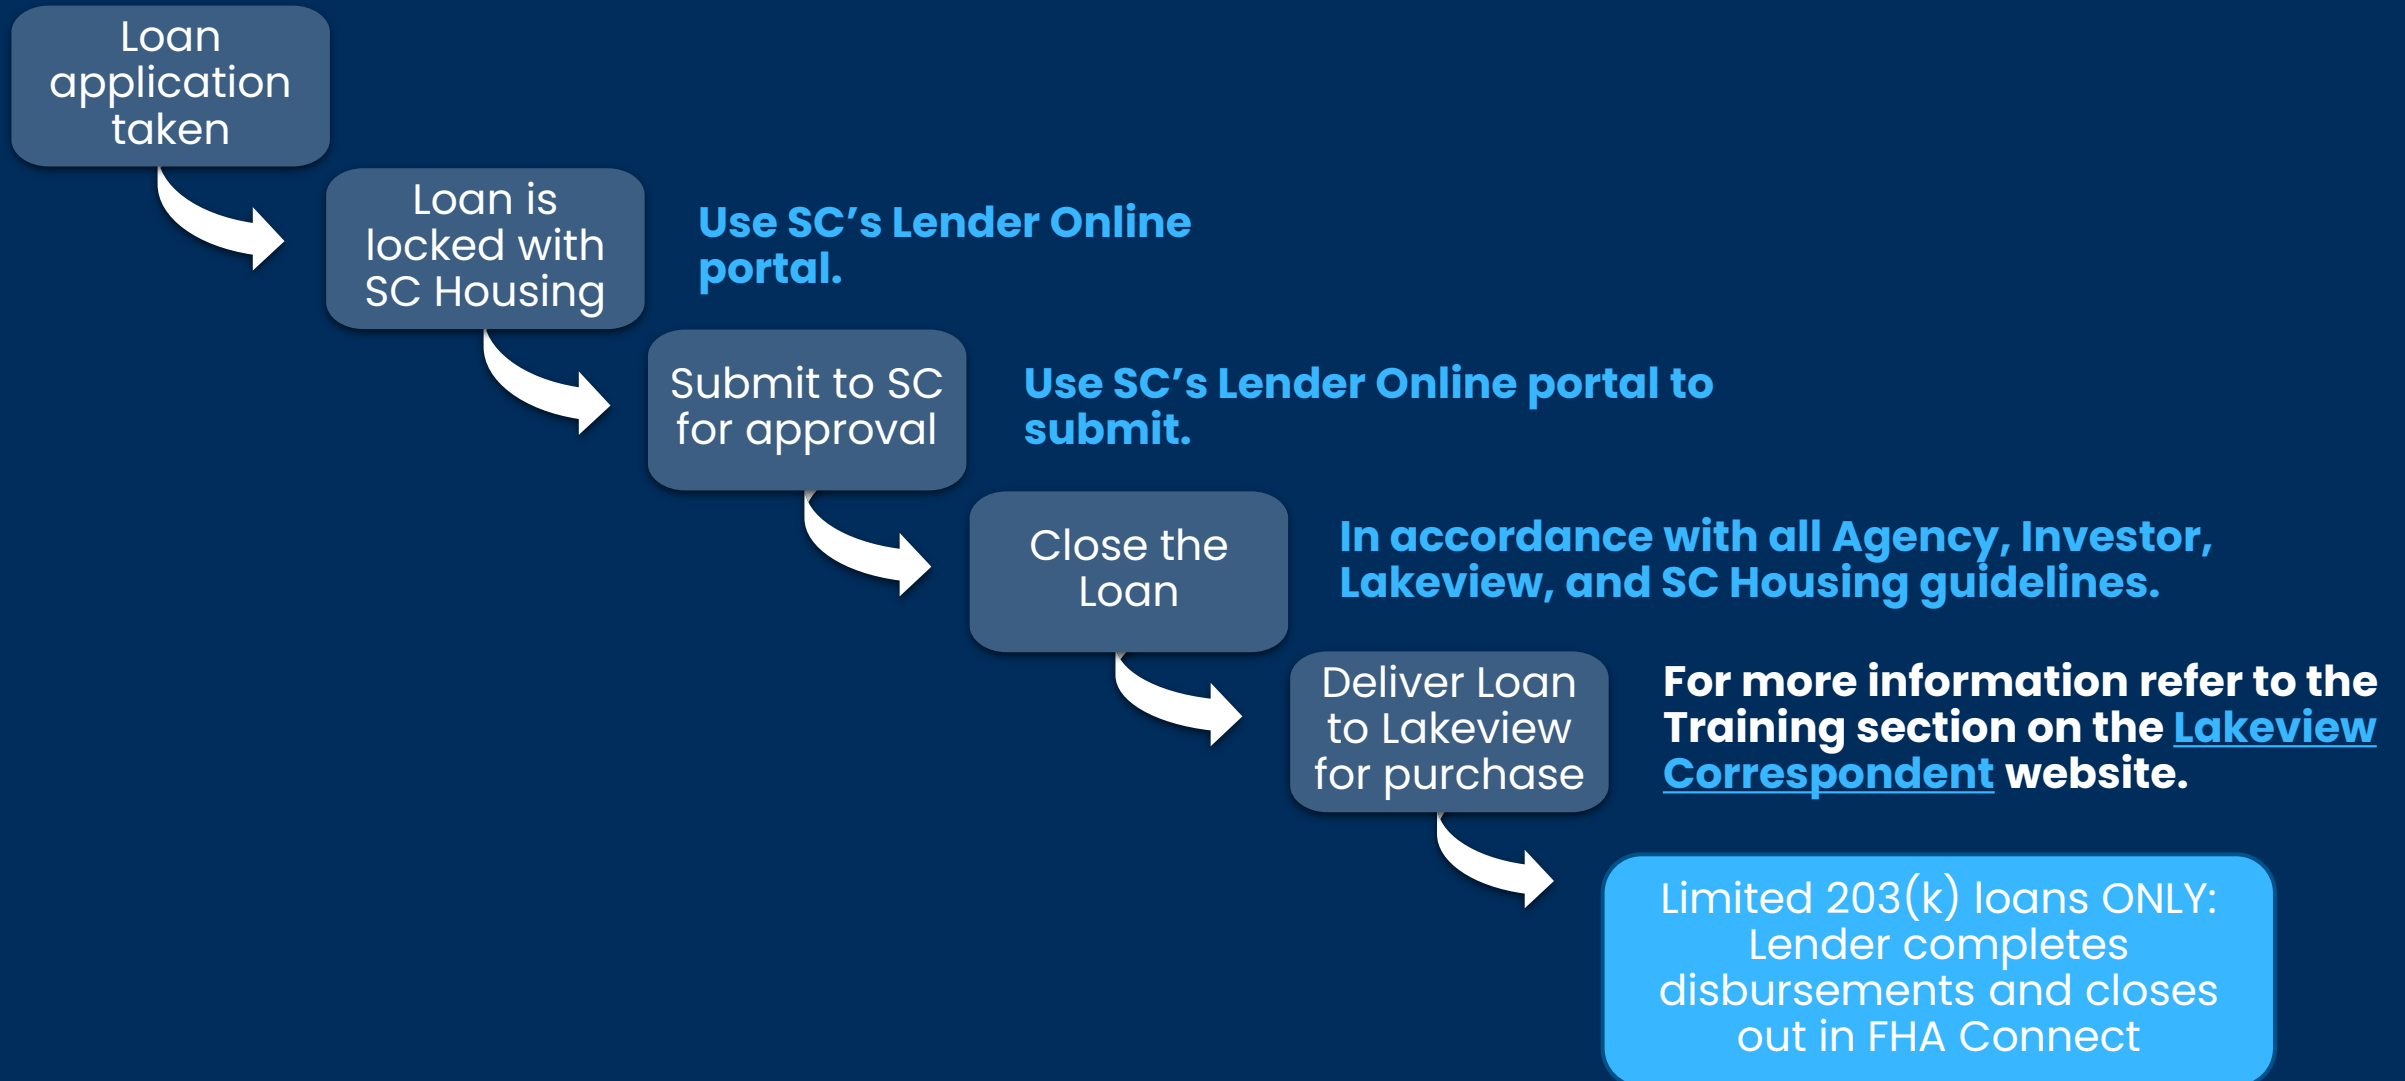 Loan
application
taken
Loan is
locked with
SC Housing
Use SC’s Lender Online
portal.
Submit to SC
for approval
Use SC’s Lender Online portal to
submit.
Close the
Loan
In accordance with all Agency, Investor,
Lakeview, and SC Housing guidelines.
Deliver Loan
to Lakeview
for purchase
For more information refer to the
Training section on the Lakeview
Correspondent website.
Limited 203(k) loans ONLY:
Lender completes
disbursements and closes
out in FHA Connect